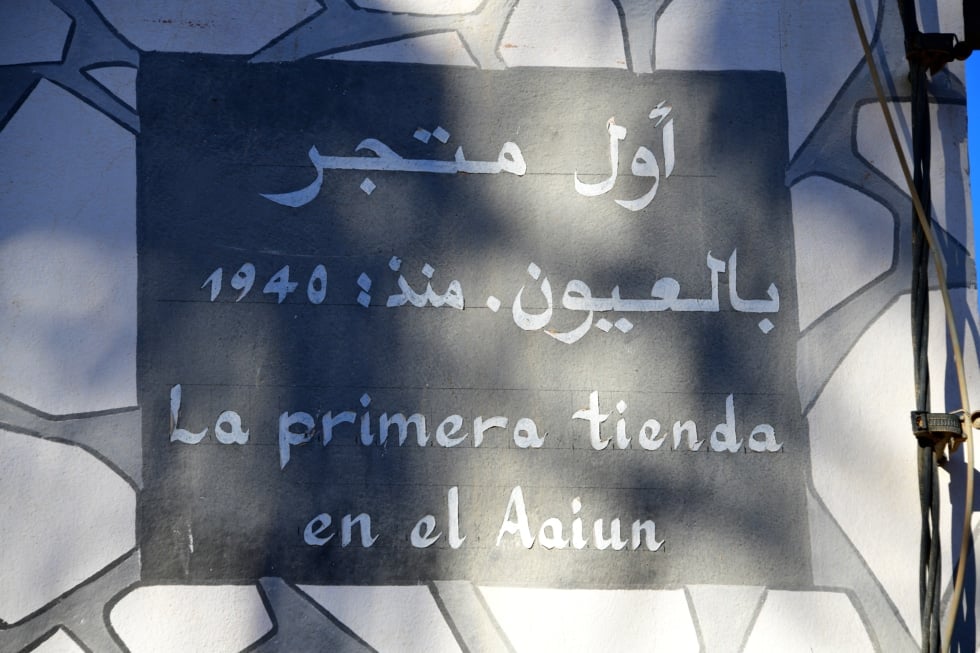 أول متجر
بالعيون. منذ: 1940
La primera tienda
en el Aaiun